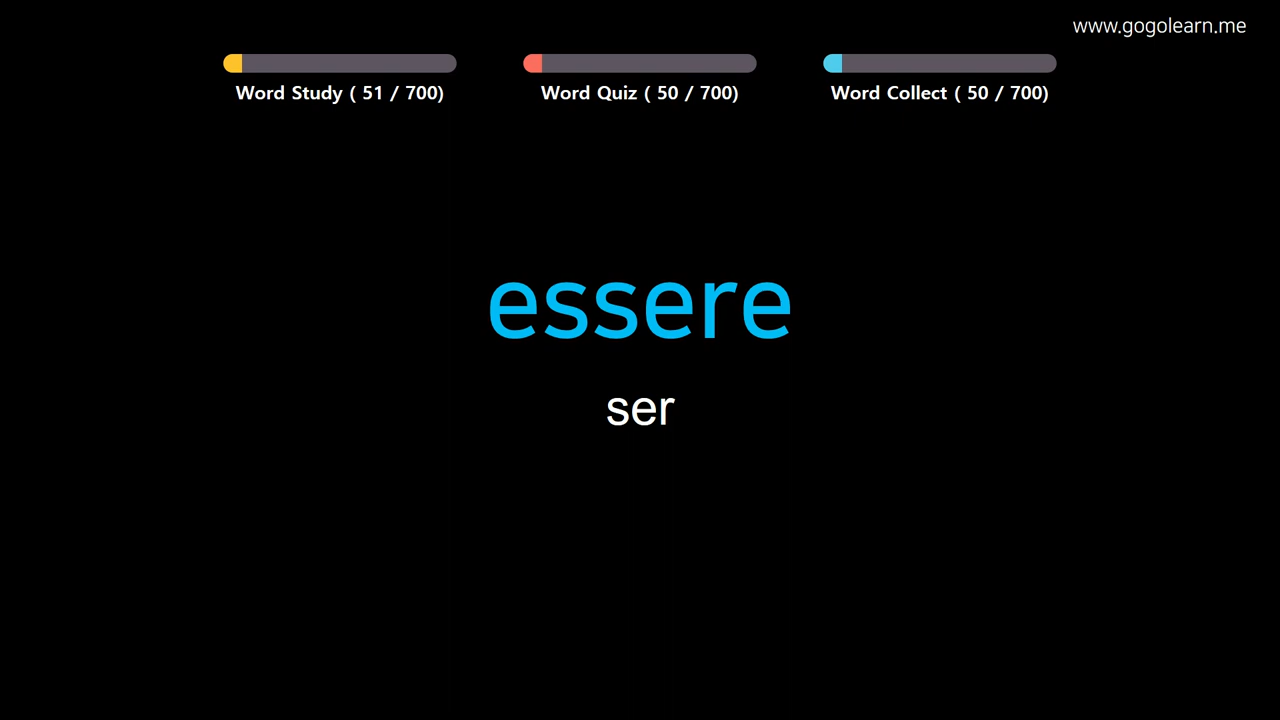 www.gogolearn.me
Word Study ( 51 / 700)
Word Quiz ( 50 / 700)
Word Collect ( 50 / 700)
essere
ser